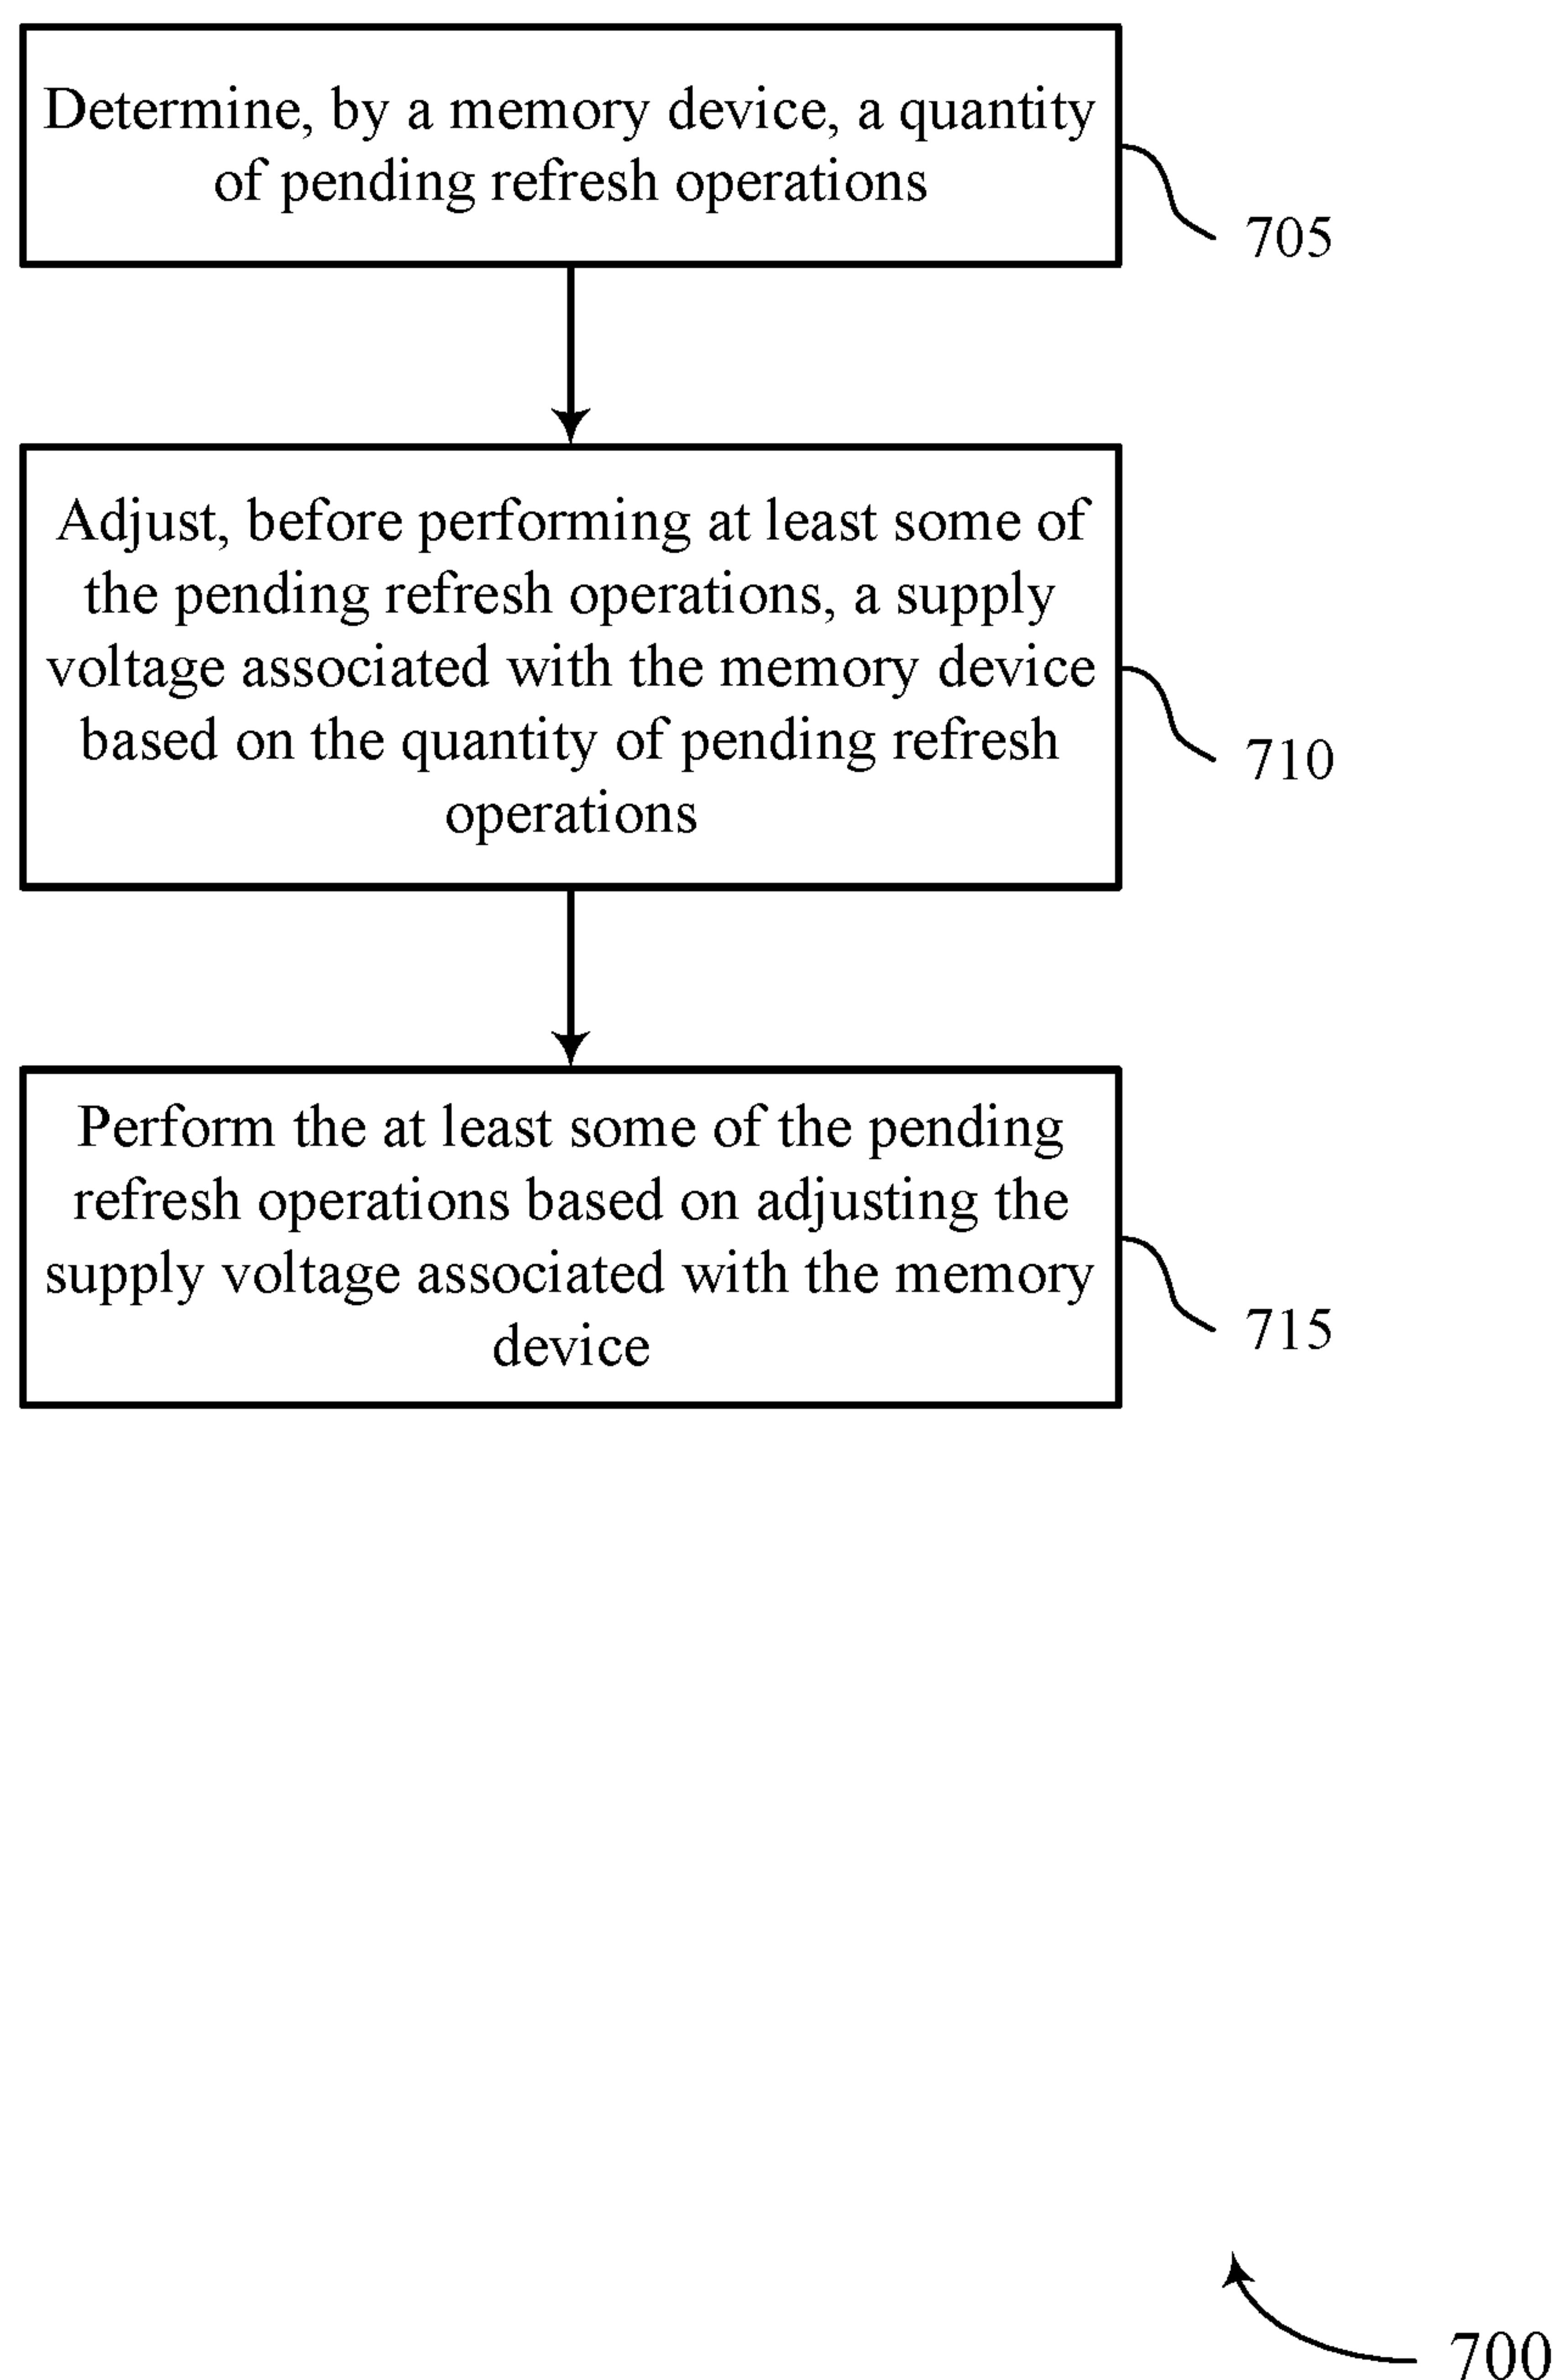 Determine, by a memory device, a quantity
of pending refresh operations
705
Adjust, before performing at least some of
the pending refresh operations, a supply
voltage associated with the memory device
based on the quantity of pending refresh
operations
710
Perform the at least some of the pending
refresh operations based on adjusting the
supply voltage associated with the memory
device
715
700